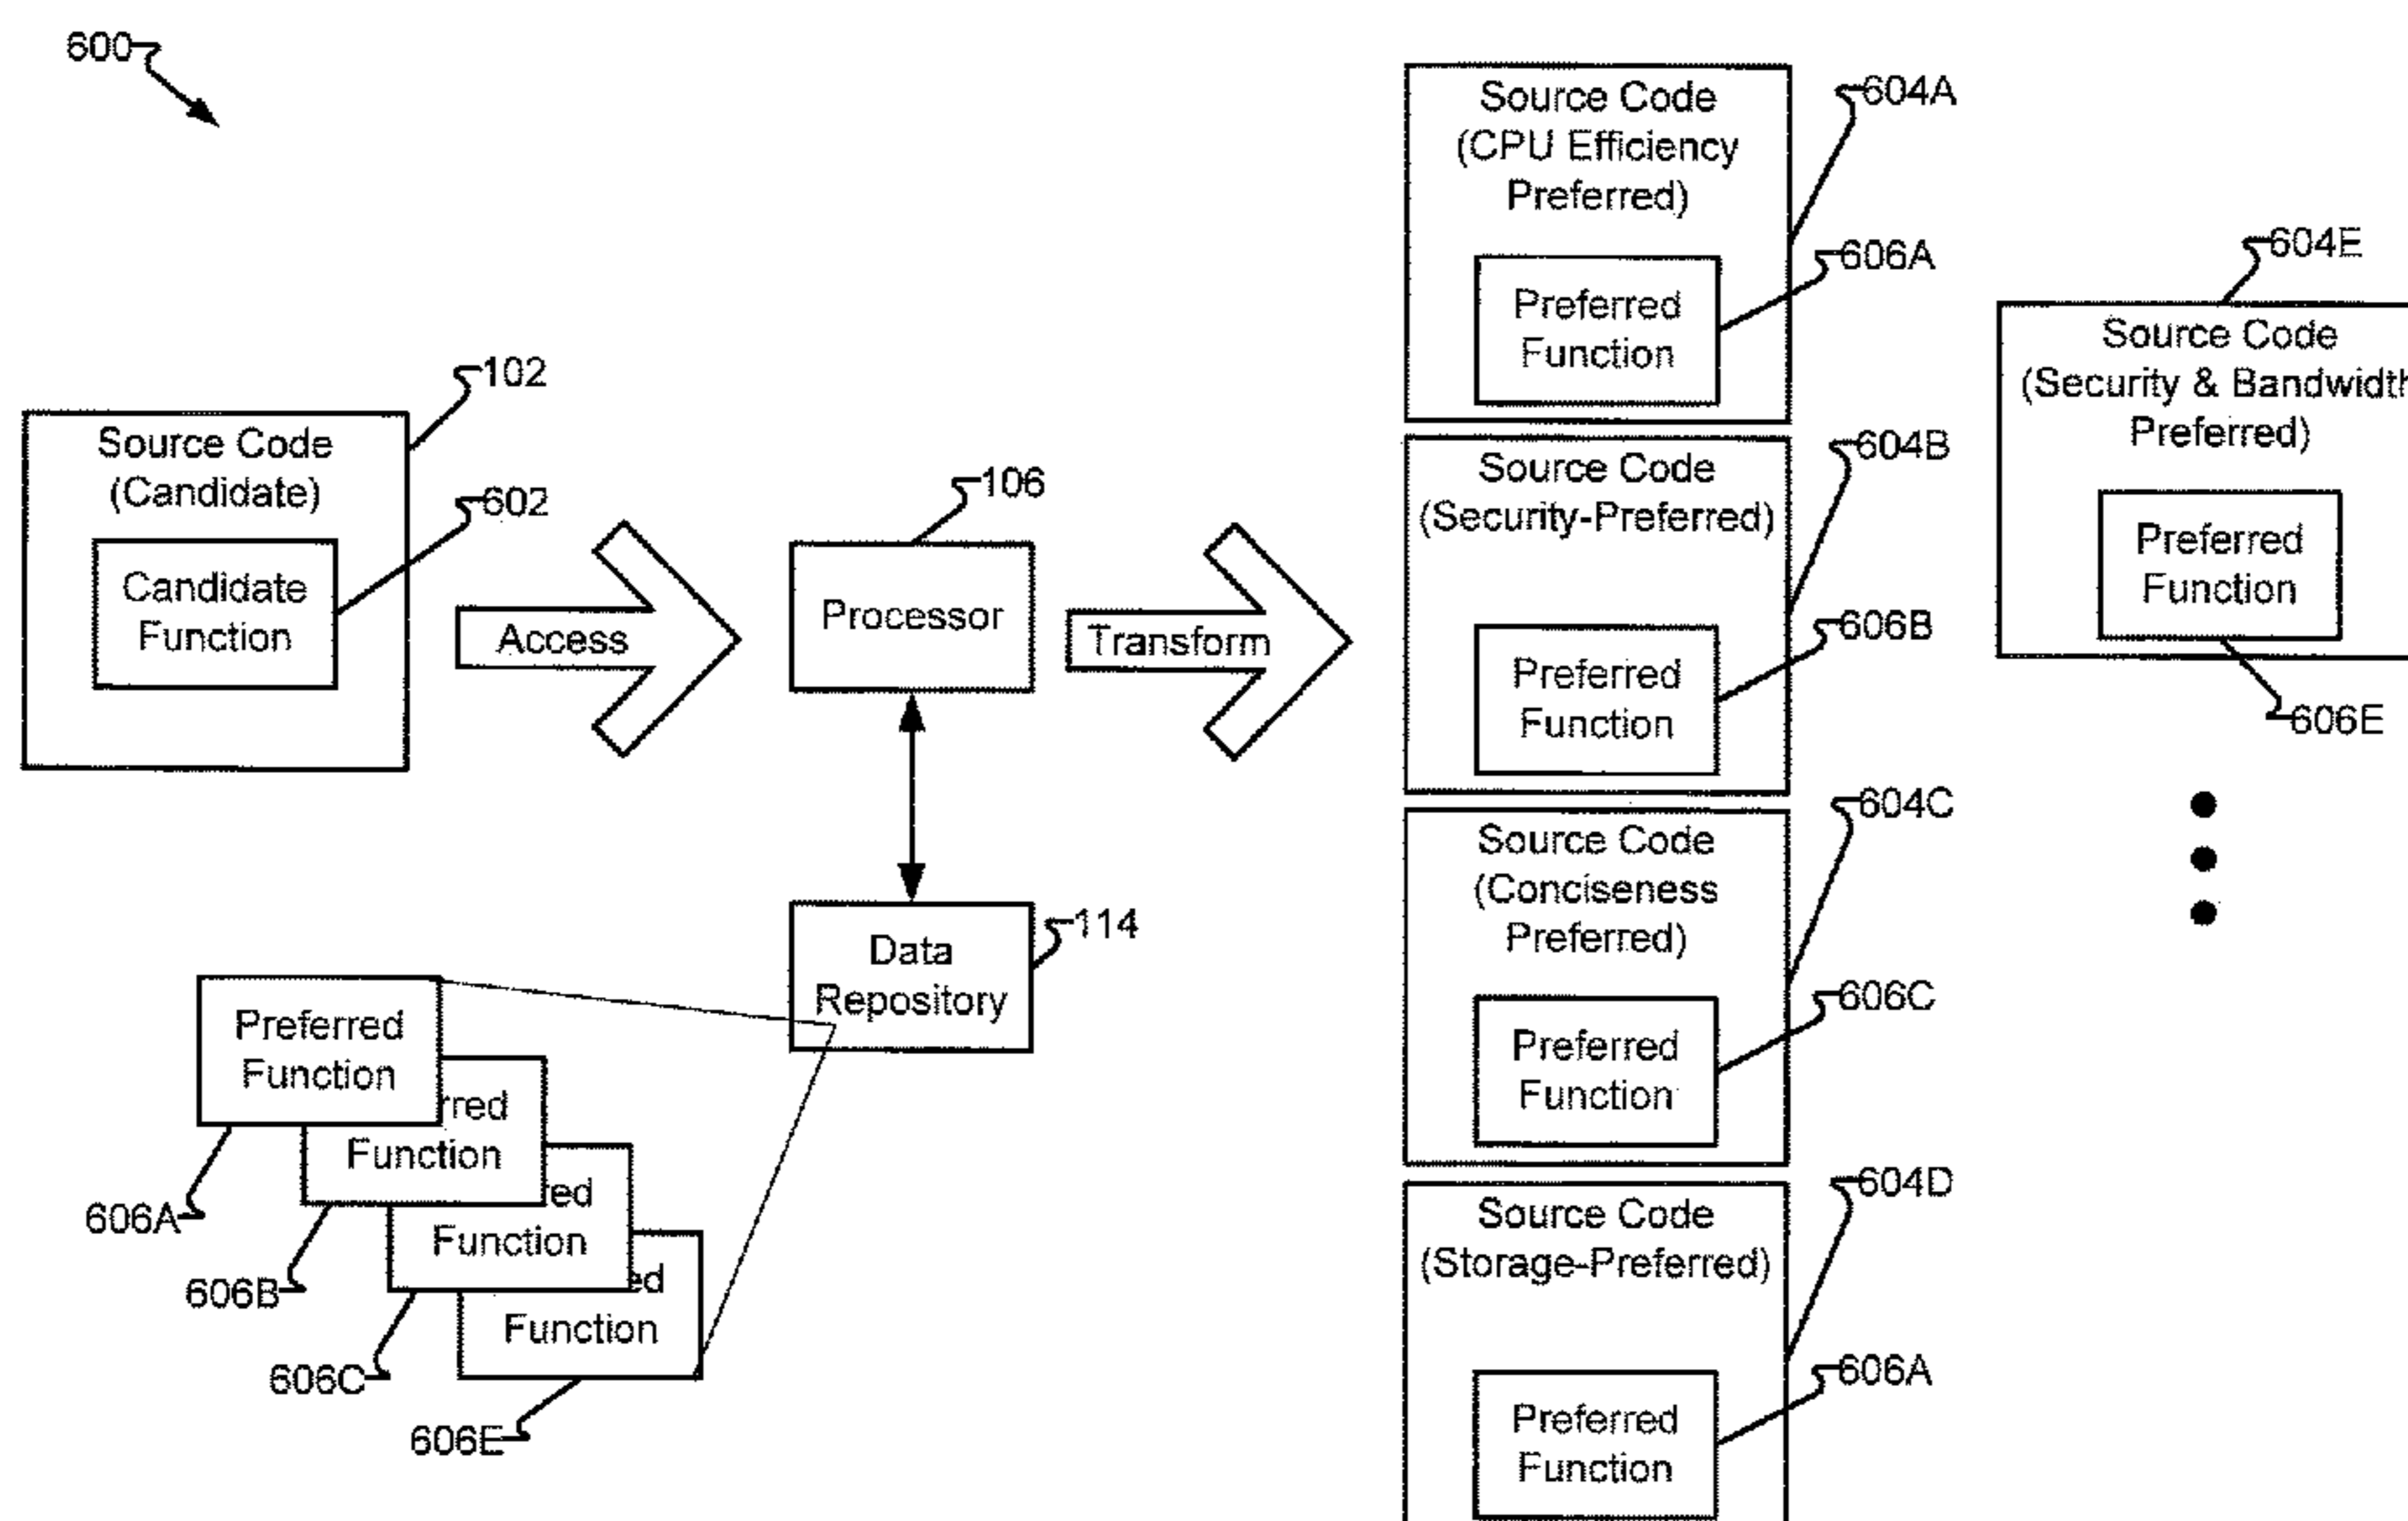 600
102
Source Code
(Candidate)
602
Candidate
Function
Access
106
Processor
Transform
114
Data
Repository
Preferred
Function
606A
rred
Function
606B
ed
Function
606C
ed
Function
606E
604A
Source Code
(CPU Efficiency
Preferred)
606A
Preferred
Function
604B
Source Code
(Security-Preferred)
606B
Preferred
Function
604C
Source Code
(Conciseness
Preferred)
606C
Preferred
Function
604D
Source Code
(Storage-Preferred)
606A
Preferred
Function
604E
Source Code
(Security & Bandwidth
Preferred)
Preferred
Function
606E